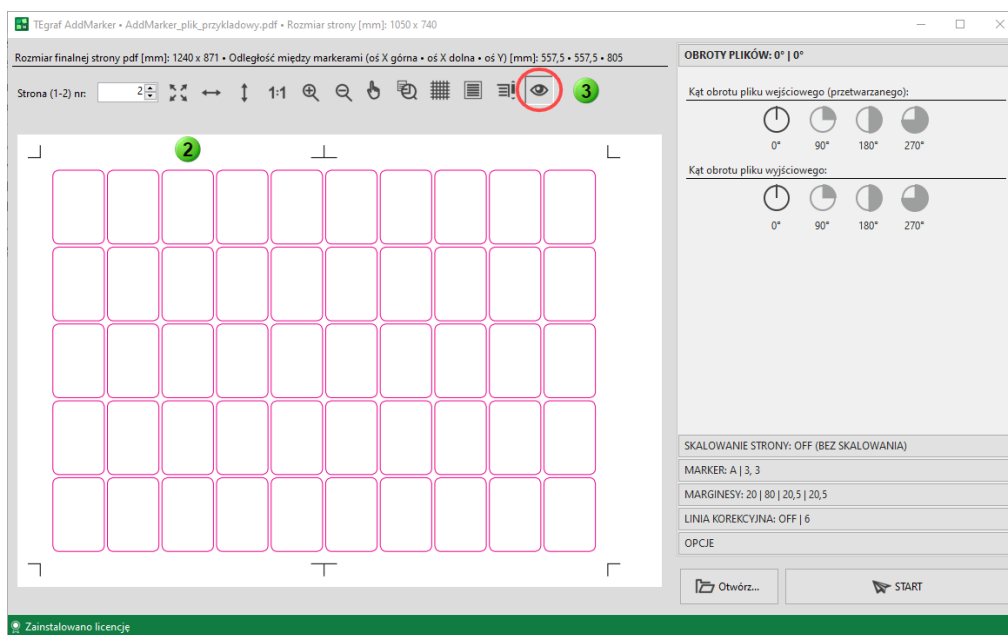 TEgraf AddMarker • AddMarker_plik_przykladowy.pdf • Rozmiar strony [mm]: 1050 x 740
Rozmiar finalnej strony pdf [mm]: 1240 x 871 • Odległość między markerami (oś X górna • oś X dolna • oś Y) [mm]: 557,5 • 557,5 • 805
Strona (1-2) nr: 2 1:1 3
2
OBROTY PLIKÓW: 0° | 0°
Kąt obrotu pliku wejściowego (przetwarzanego):
0° 90° 180° 270°
Kąt obrotu pliku wyjściowego:
0° 90° 180° 270°
SKALOWANIE STRONY: OFF (BEZ SKALOWANIA)
MARKER: A | 3, 3
MARGINESY: 20 | 80 | 20,5 | 20,5
LINIA KOREKCYJNA: OFF | 6
OPCJE
Otwórz... START
Zainstalowano licencję